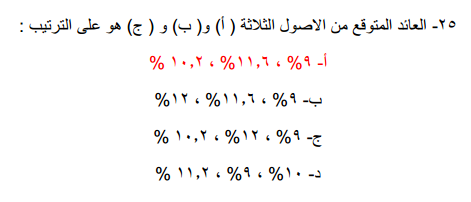 ٢٥- العائد المتوقع من الاصول الثلاثة ( أ) و( ب) و ( ج) هو على الترتيب :
أ- ٩% ، ١١,٦% ، ١٠,٢ %
ب- ٩% ، ١١,٦% ، ١٢%
ج- ٩% ، ١٢% ، ١٠,٢ %
د- ١٠% ، ٩% ، ١١,٢ %